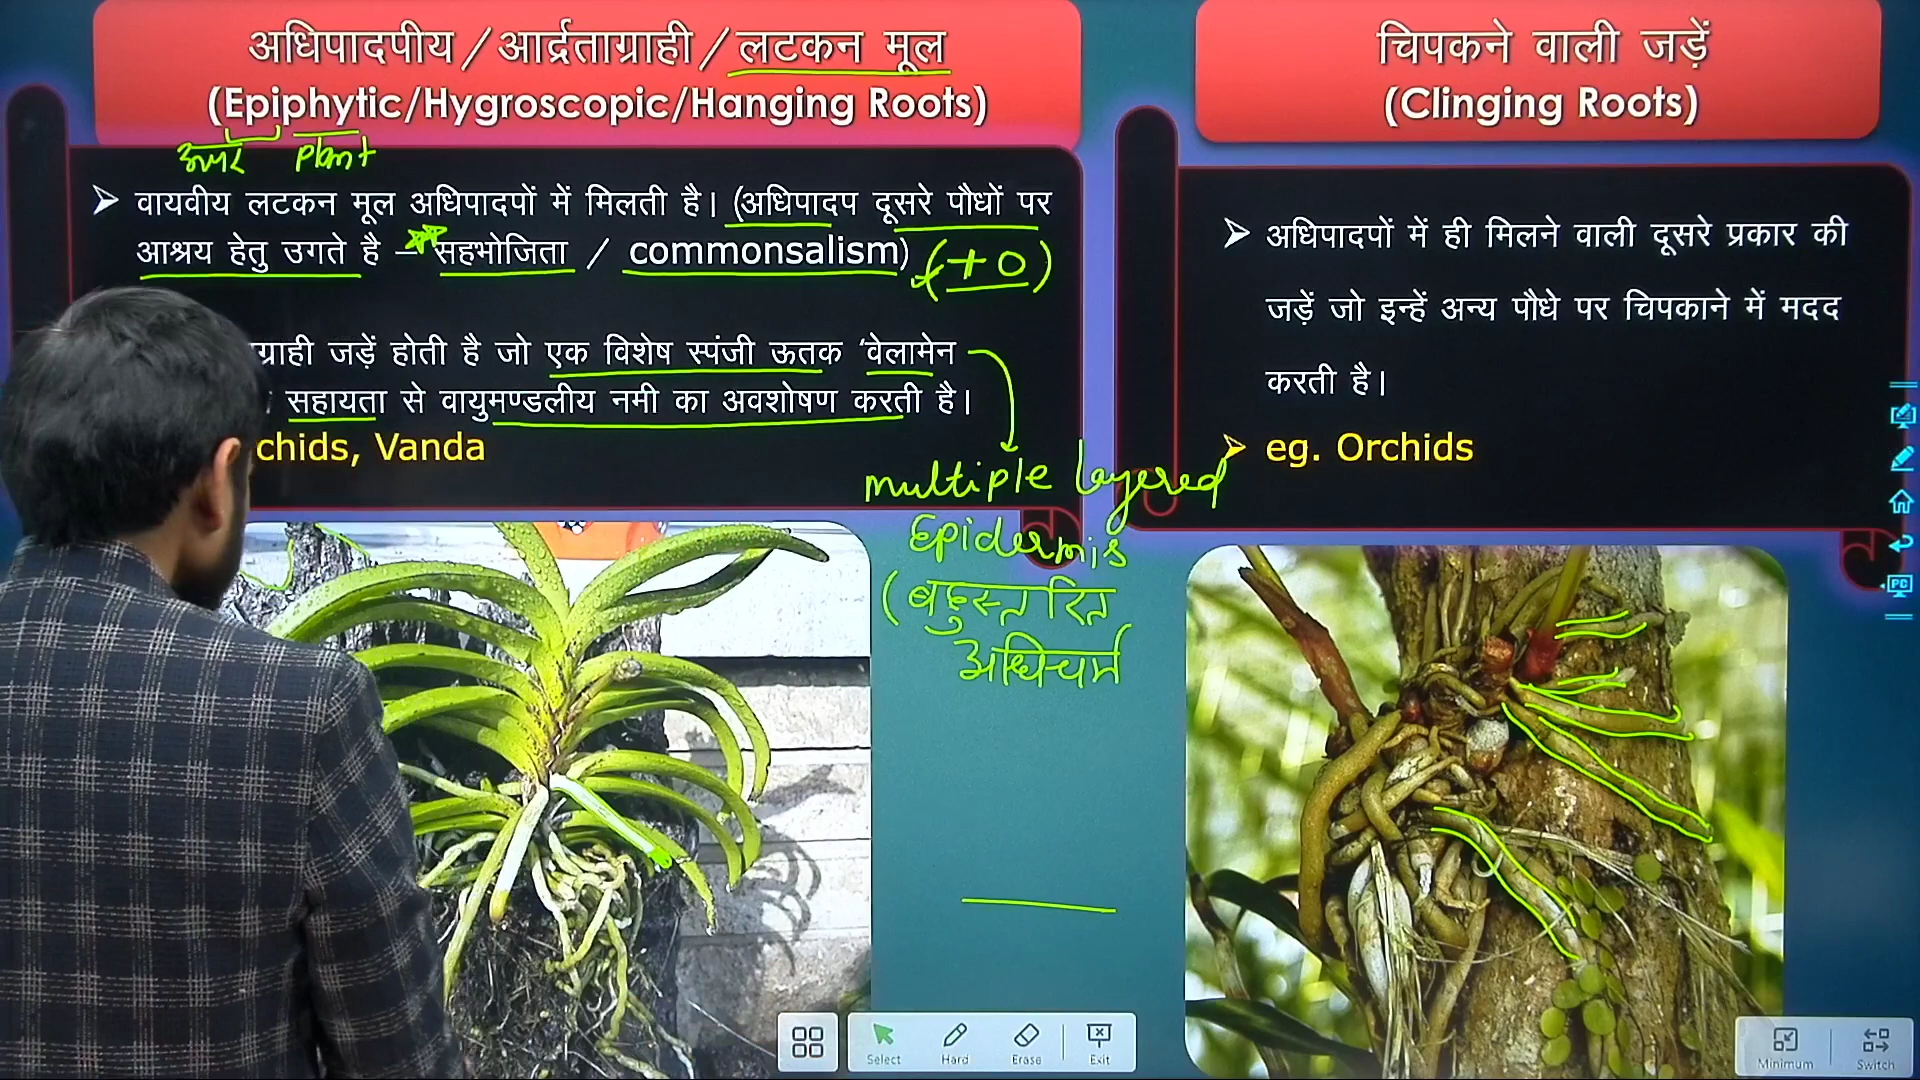 अधिपादपीय/आर्द्रताग्राही/लटकन मूल
(Epiphytic/Hygroscopic/Hanging Roots)
ऊपर plant
वायवीय लटकन मूल अधिपादपों में मिलती है। (अधिपादप दूसरे पौधों पर
आश्रय हेतु उगते है – सहभोजिता / commonsalism) (+ 0)
ग्राही जड़ें होती है जो एक विशेष स्पंजी ऊतक ‘वेलामेन
सहायता से वायुमण्डलीय नमी का अवशोषण करती है।
chids, Vanda
multiple layered
Epidermis
(बहुस्तरित
अधिचर्म
चिपकने वाली जड़ें
(Clinging Roots)
अधिपादपों में ही मिलने वाली दूसरे प्रकार की
जड़ें जो इन्हें अन्य पौधे पर चिपकाने में मदद
करती है।
eg. Orchids
PC
Select Hard Erase Exit
Minimum Switch